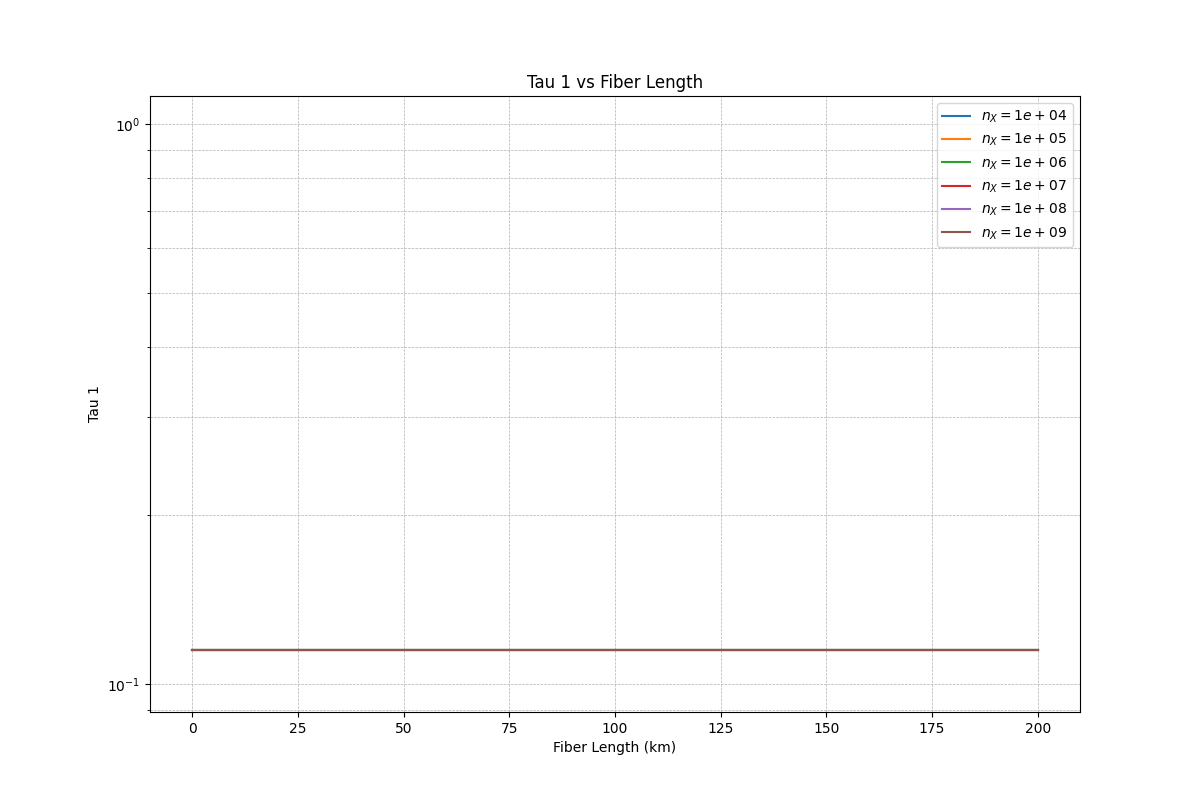 Tau 1 vs Fiber Length
10⁰
10⁻¹
Tau 1
n_X = 1e + 04
n_X = 1e + 05
n_X = 1e + 06
n_X = 1e + 07
n_X = 1e + 08
n_X = 1e + 09
0 25 50 75 100 125 150 175 200
Fiber Length (km)